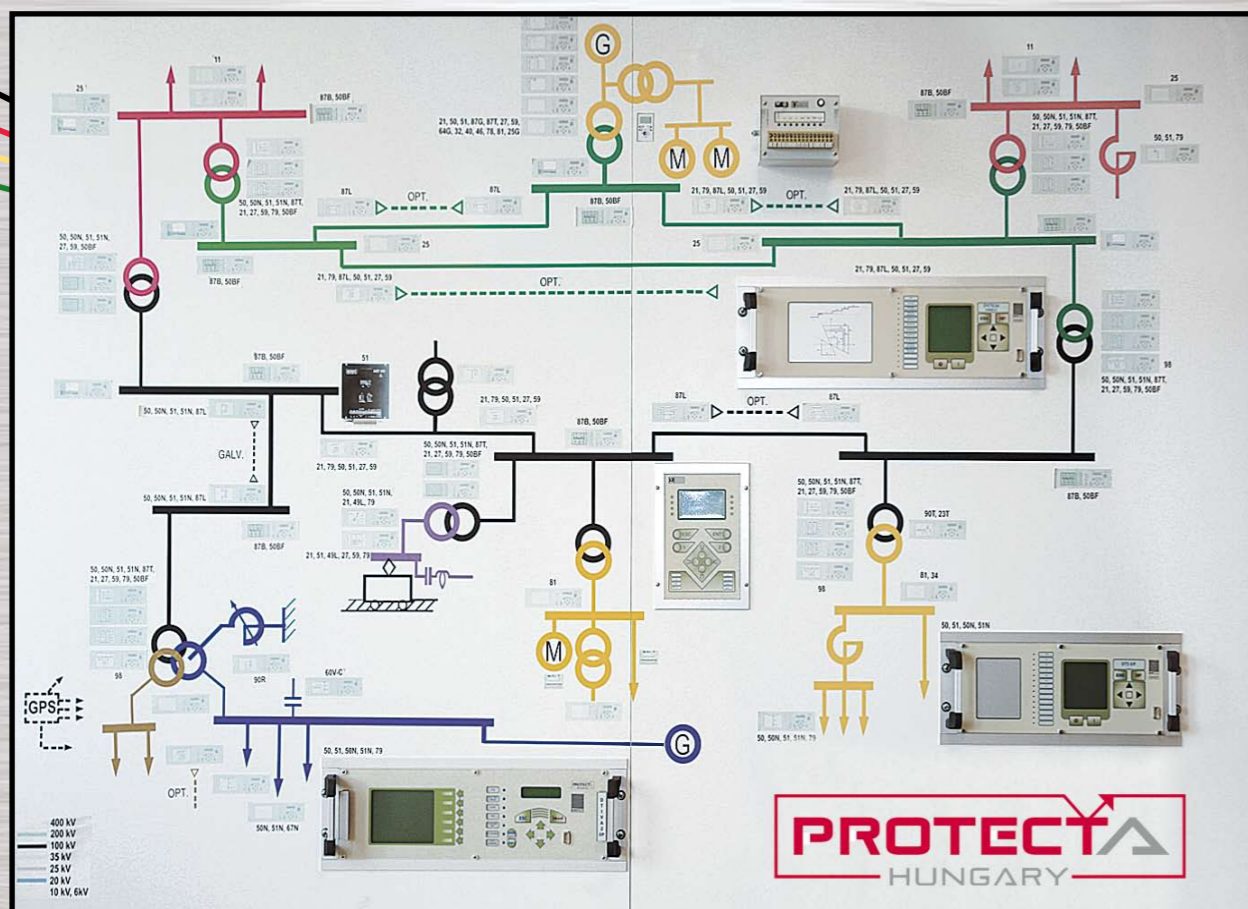 11
25
87B, 50BF
G
21, 50, 51, 87G, 87T, 27, 59,
64G, 32, 40, 46, 78, 81, 25G
M
M
11
25
87B, 50BF
50, 50N, 51, 51N, 87T,
21, 27, 59, 79, 50BF
50, 51, 79
50, 50N, 51, 51N, 87T,
21, 27, 59, 79, 50BF
87L
OPT.
87L
87B, 50BF
21, 79, 87L, 50, 51, 27, 59
OPT.
21, 79, 87L, 50, 51, 27, 59
50, 50N, 51, 51N,
27, 59, 50BF
25
25
87B, 50BF
21, 79, 87L, 50, 51, 27, 59
OPT.
21, 79, 87L, 50, 51, 27, 59
98
50, 50N, 51, 51N, 87T,
21, 27, 59, 79, 50BF
87B, 50BF
51
50, 50N, 51, 51N, 87L
21, 79, 50, 51, 27, 59
87L
OPT.
87L
87B, 50BF
GALV.
21, 79, 50, 51, 27, 59
50, 50N, 51, 51N, 87T,
21, 27, 59, 79, 50BF
50, 50N, 51, 51N, 87L
87B, 50BF
50, 50N, 51, 51N,
21, 49L, 79
21, 51, 49L, 27, 59, 79
50, 50N, 51, 51N, 87T,
21, 27, 59, 79, 50BF
90T, 23T
87B, 50BF
98
81, 34
50, 50N, 51, 51N, 87T,
21, 27, 59, 79, 50BF
98
90R
60V-C
81
M
GPS
OPT.
50N, 51N, 67N
G
50, 51, 50N, 51N, 79
50, 50N, 51, 51N, 79
50, 51, 50N, 51N
400 kV
200 kV
100 kV
35 kV
25 kV
20 kV
10 kV, 6kV
PROTECTA
HUNGARY